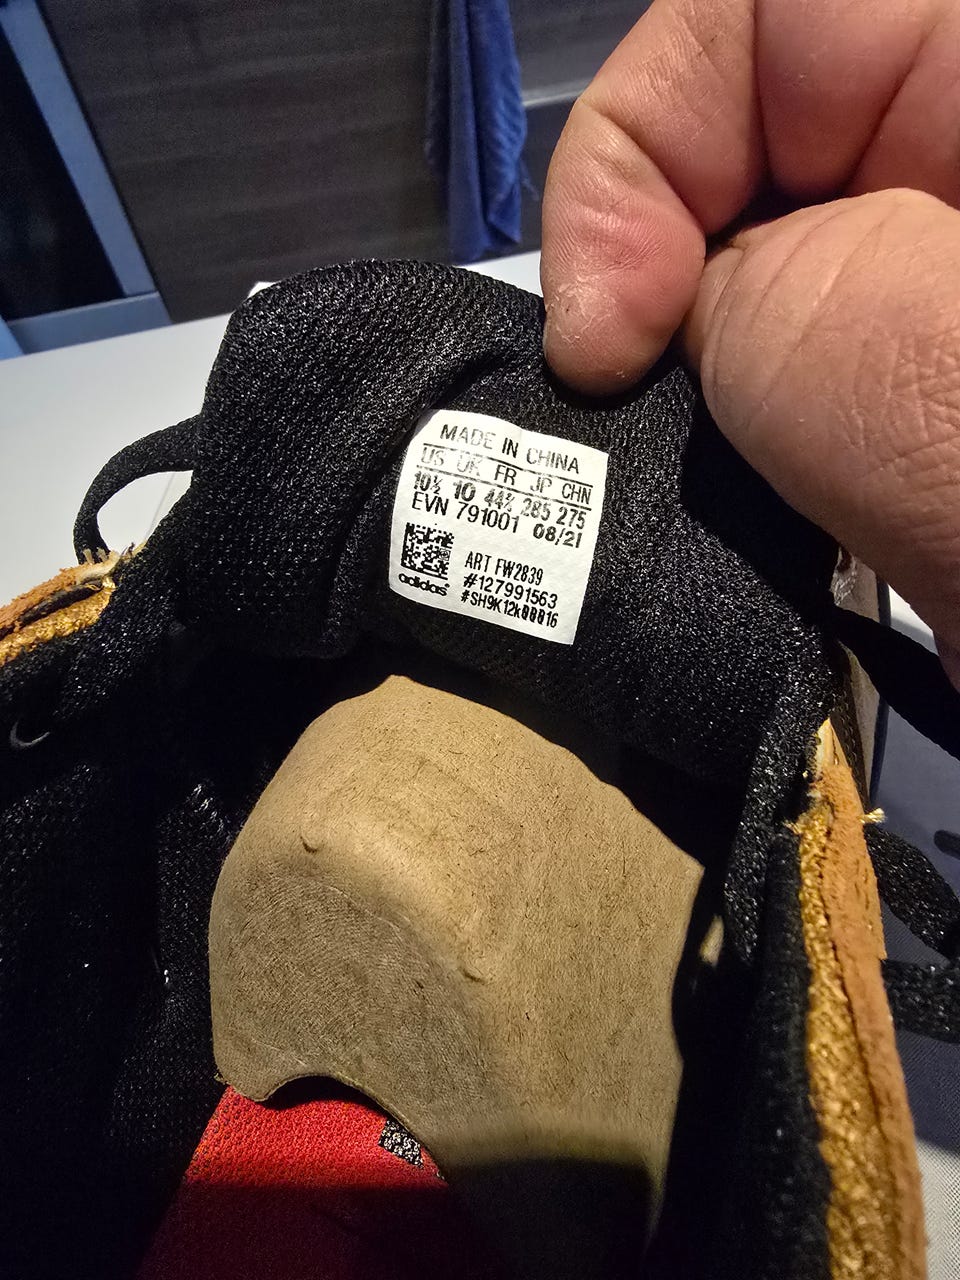 MADE IN CHINA
US UK FR JP CHN
10½ 10 44⅔ 285 275
EVN 791001 08/21
ART FW2839
#127991563
adidas